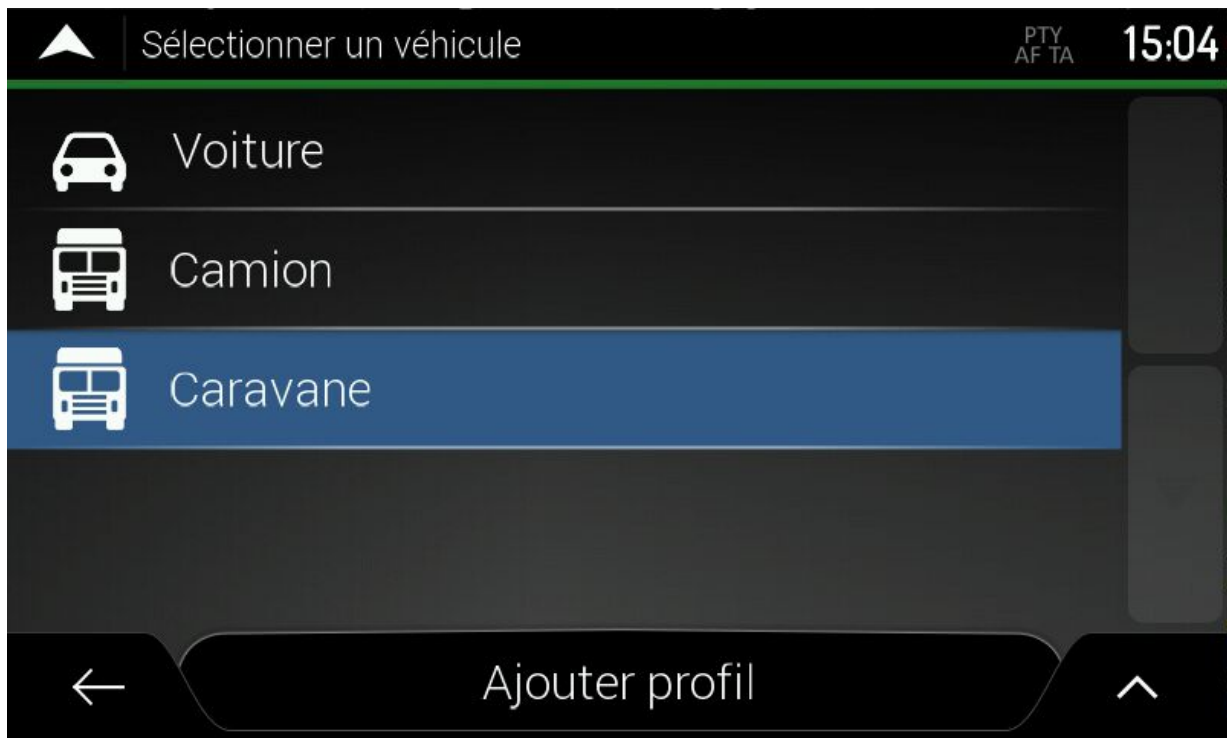 Sélectionner un véhicule
PTY
AF TA
15:04
Voiture
Camion
Caravane
Ajouter profil